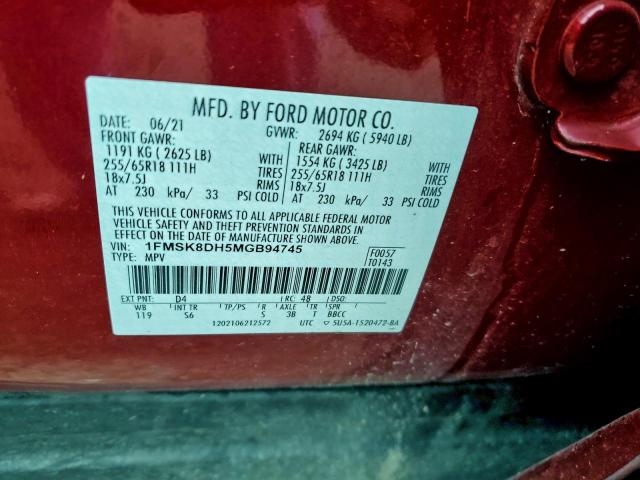 MFD. BY FORD MOTOR CO.
DATE: 06/21 GVWR: 2694 KG ( 5940 LB)
FRONT GAWR: REAR GAWR:
1191 KG ( 2625 LB) WITH 1554 KG ( 3425 LB) WITH
255/65R18 111H TIRES 255/65R18 111H TIRES
18x7.5J RIMS 18x7.5J RIMS
AT 230 kPa/ 33 PSI COLD AT 230 kPa/ 33 PSI COLD
THIS VEHICLE CONFORMS TO ALL APPLICABLE FEDERAL MOTOR
VEHICLE SAFETY AND THEFT PREVENTION STANDARDS IN
EFFECT ON THE DATE OF MANUFACTURE SHOWN ABOVE.
VIN: 1FMSK8DH5MGB94745 F0057
TYPE: MPV T0143
EXT PNT: D4 RC: 48 DSO:
WB INT TR TP/PS R AXLE TR SPR
119 S6 S 3B T BBCC
1202106212572 UTC ▽ 5U5A-1520472-BA